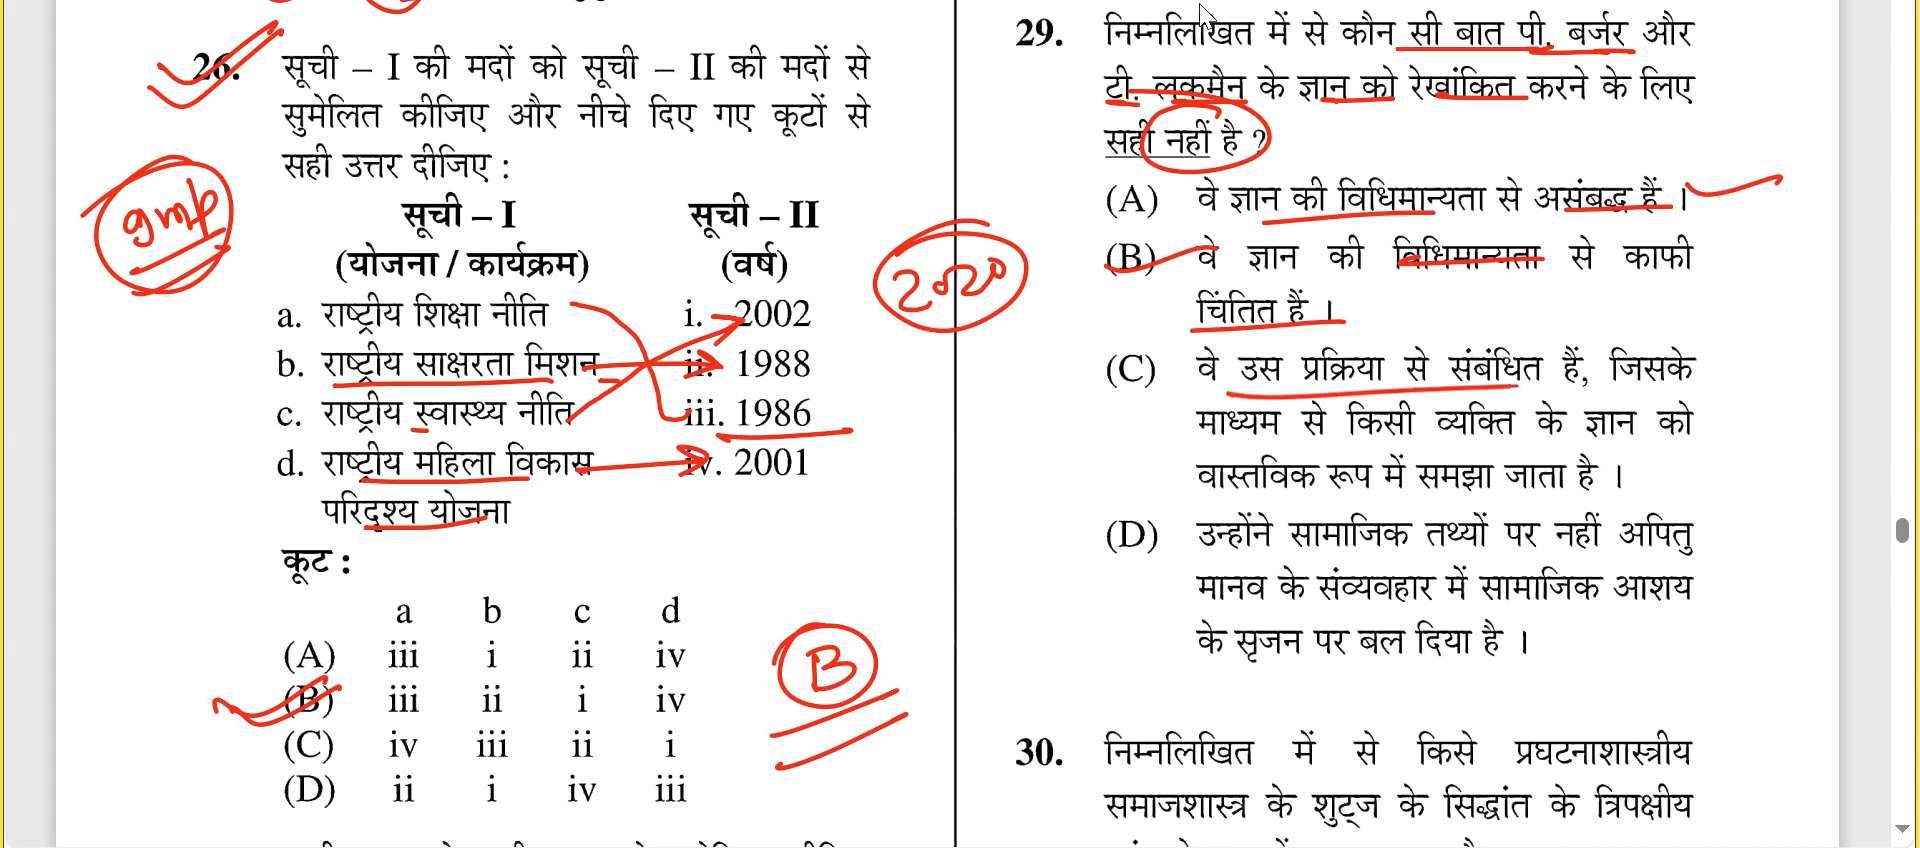 26. सूची – I की मदों को सूची – II की मदों से
सुमेलित कीजिए और नीचे दिए गए कूटों से
सही उत्तर दीजिए :
gmp
सूची – I सूची – II
(योजना / कार्यक्रम) (वर्ष)
a. राष्ट्रीय शिक्षा नीति i. 2002
b. राष्ट्रीय साक्षरता मिशन ii. 1988
c. राष्ट्रीय स्वास्थ्य नीति iii. 1986
d. राष्ट्रीय महिला विकास iv. 2001
परिदृश्य योजना
कूट :
a b c d
(A) iii i ii iv
(B) iii ii i iv
(C) iv iii ii i
(D) ii i iv iii
B
2020
29. निम्नलिखित में से कौन सी बात पी. बर्जर और
टी. लकमैन के ज्ञान को रेखांकित करने के लिए
सही नहीं है ?
(A) वे ज्ञान की विधिमान्यता से असंबद्ध हैं ।
(B) वे ज्ञान की विधिमान्यता से काफी
चिंतित हैं ।
(C) वे उस प्रक्रिया से संबंधित हैं, जिसके
माध्यम से किसी व्यक्ति के ज्ञान को
वास्तविक रूप में समझा जाता है ।
(D) उन्होंने सामाजिक तथ्यों पर नहीं अपितु
मानव के संव्यवहार में सामाजिक आशय
के सृजन पर बल दिया है ।
30. निम्नलिखित में से किसे प्रघटनाशास्त्रीय
समाजशास्त्र के शुट्ज के सिद्धांत के त्रिपक्षीय